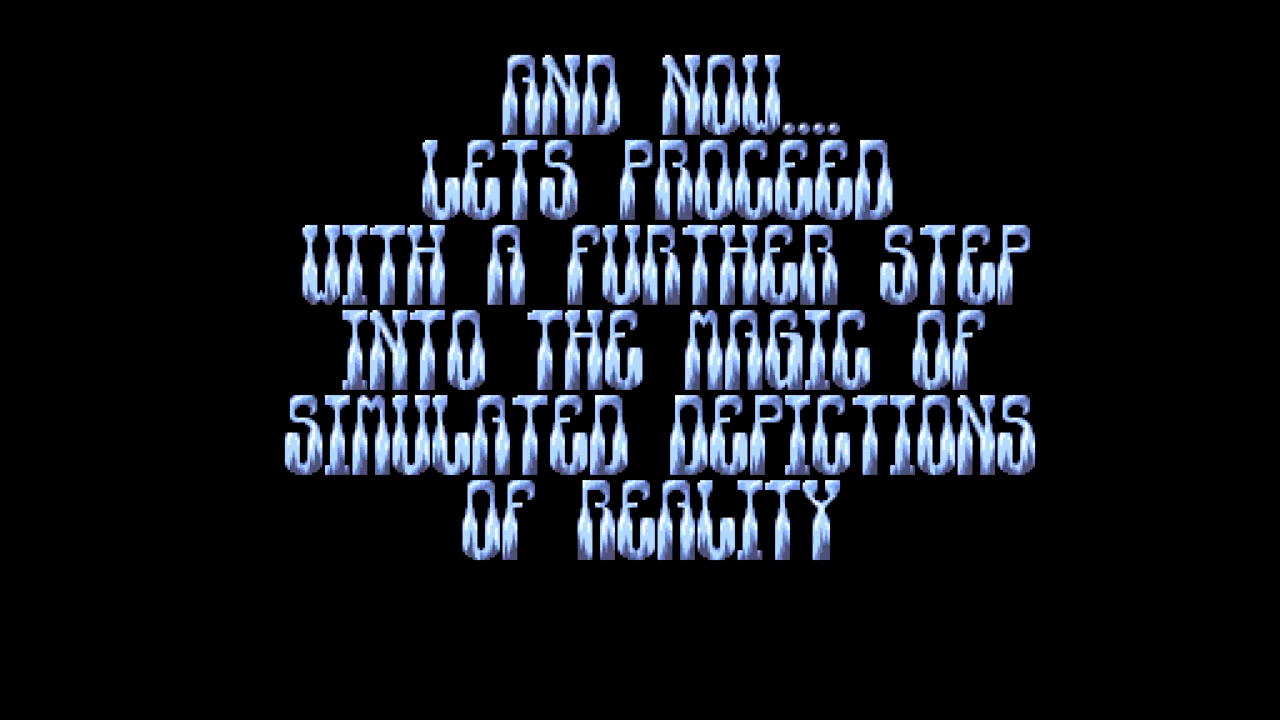 AND NOW....
LETS PROCEED
WITH A FURTHER STEP
INTO THE MAGIC OF
SIMULATED DEPICTIONS
OF REALITY